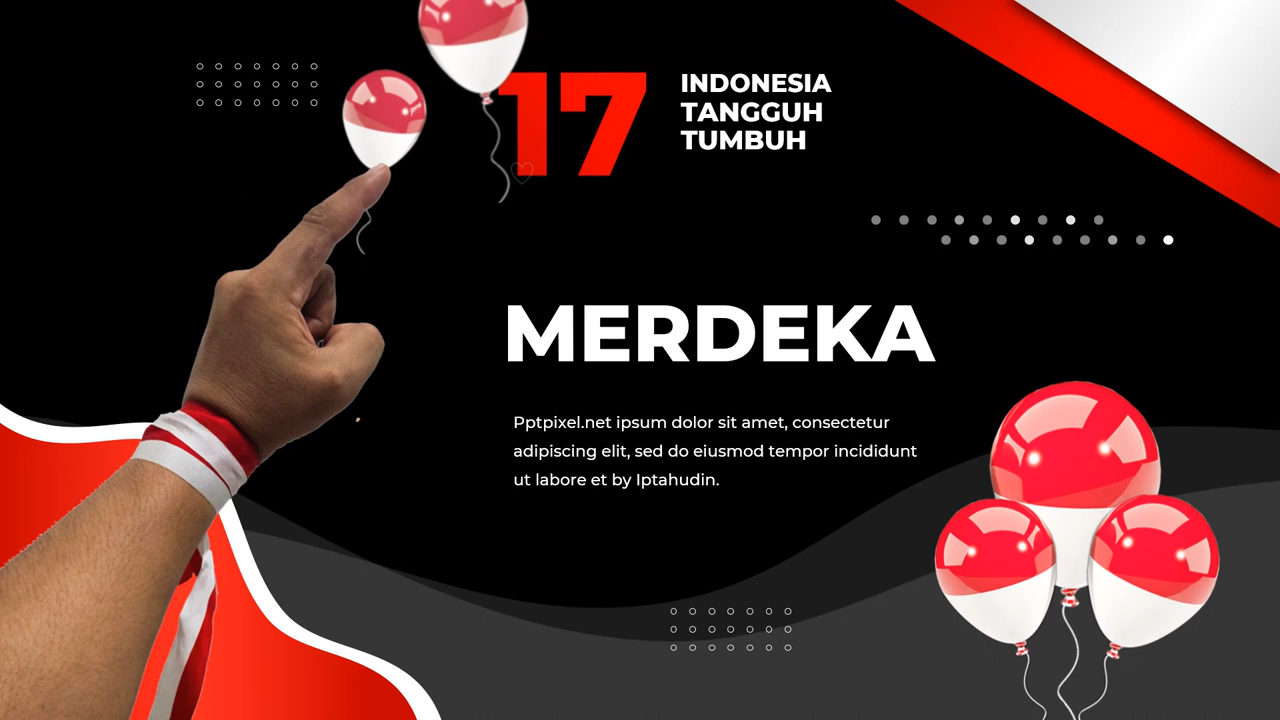 17
INDONESIA
TANGGUH
TUMBUH
MERDEKA
Pptpixel.net ipsum dolor sit amet, consectetur
adipiscing elit, sed do eiusmod tempor incididunt
ut labore et by Iptahudin.